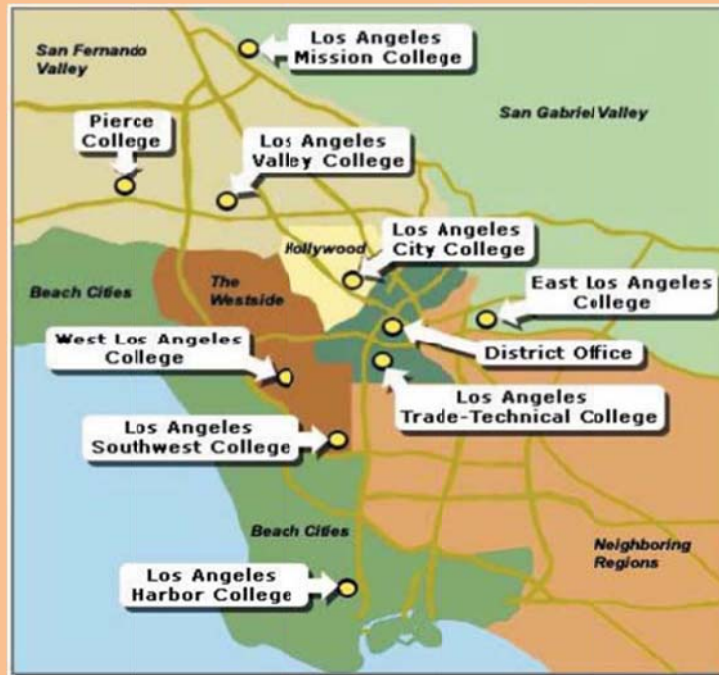 Los Angeles
Mission College
San Fernando
Valley
San Gabriel Valley
Pierce
College
Los Angeles
Valley College
Los Angeles
City College
Hollywood
Beach Cities
The
Westside
East Los Angeles
College
West Los Angeles
College
District Office
Los Angeles
Trade-Technical College
Los Angeles
Southwest College
Beach Cities
Neighboring
Regions
Los Angeles
Harbor College